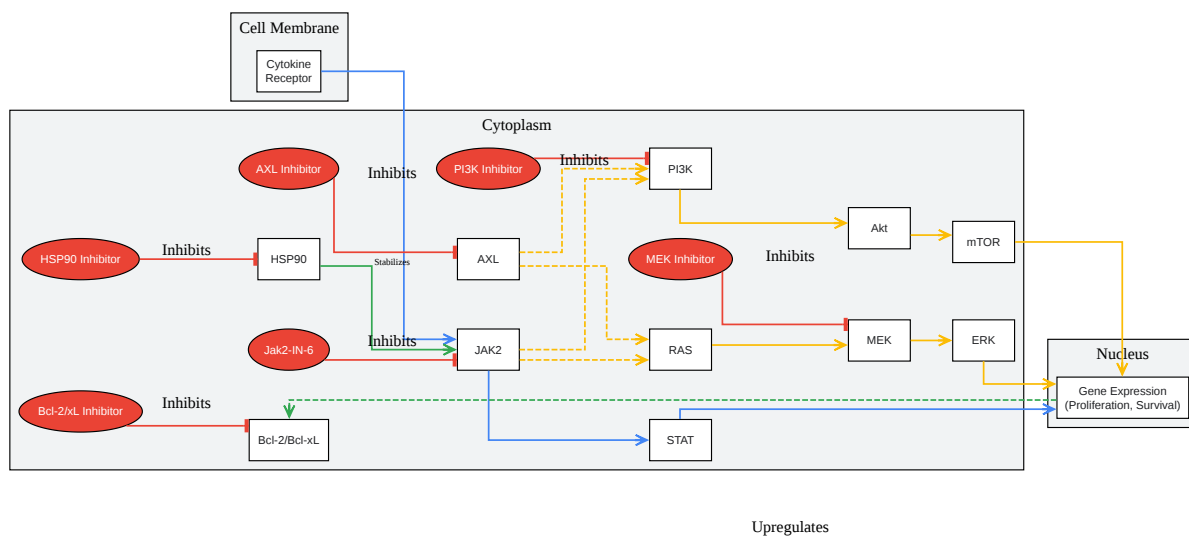 Cell Membrane
Cytokine
Receptor
Cytoplasm
AXL Inhibitor
Inhibits
PI3K Inhibitor
Inhibits
PI3K
Akt
mTOR
HSP90 Inhibitor
Inhibits
HSP90
Stabilizes
AXL
MEK Inhibitor
Inhibits
Jak2-IN-6
Inhibits
JAK2
RAS
MEK
ERK
Nucleus
Gene Expression
(Proliferation, Survival)
Bcl-2/xL Inhibitor
Inhibits
Bcl-2/Bcl-xL
STAT
Upregulates